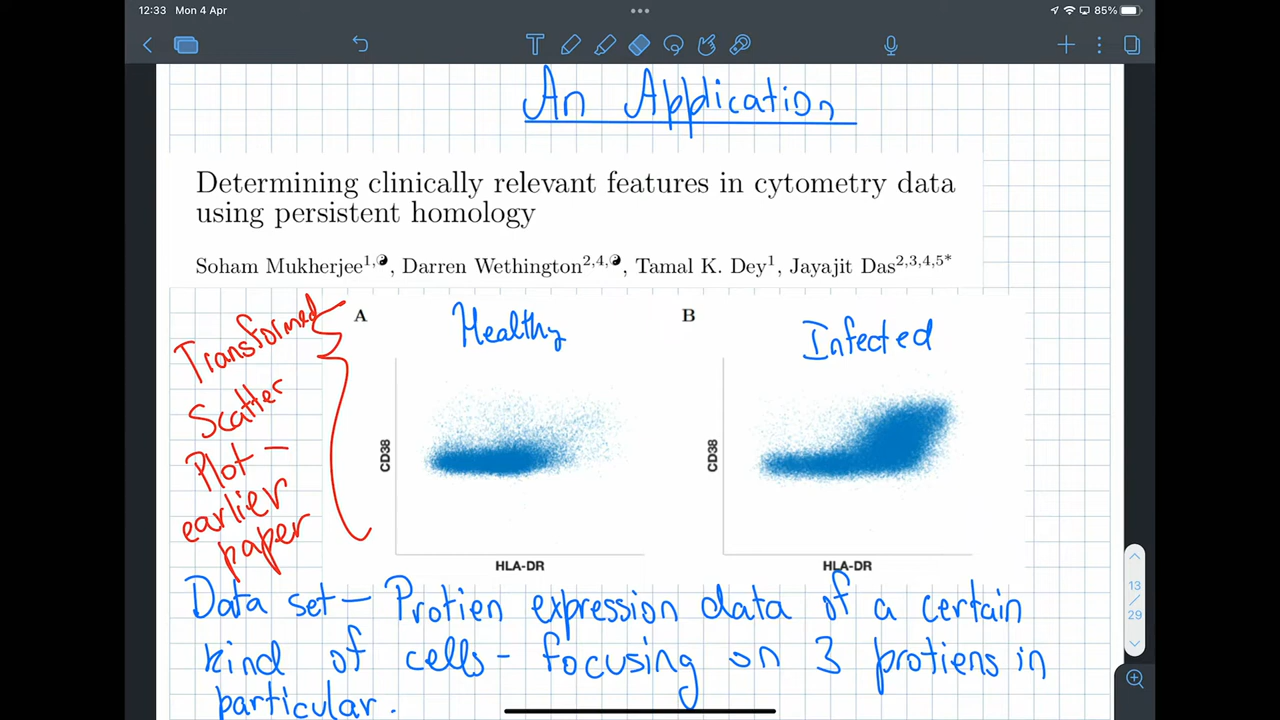 12:33 Mon 4 Apr
85%
An Application
Determining clinically relevant features in cytometry data
using persistent homology
Soham Mukherjee1,☯, Darren Wethington2,4,☯, Tamal K. Dey1, Jayajit Das2,3,4,5*
Transformed
Scatter
Plot —
earlier
paper
A
Healthy
CD38
HLA-DR
B
Infected
CD38
HLA-DR
Data set — Protien expression data of a certain
kind of cells - focusing on 3 protiens in
particular.
13
/
29